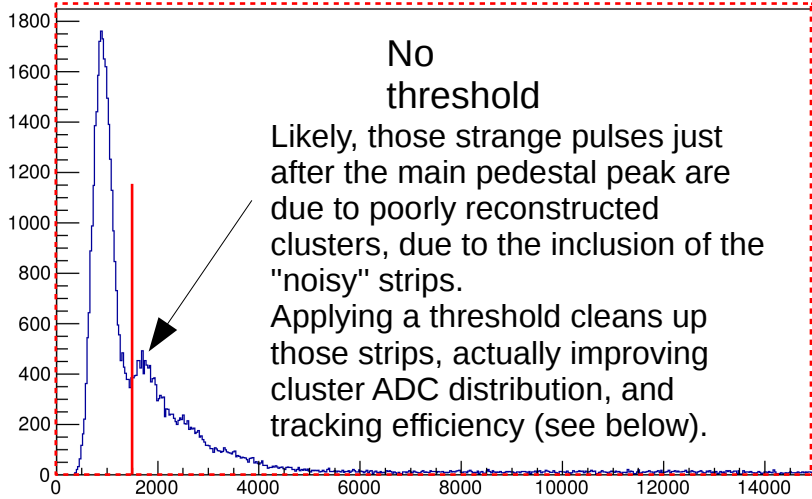 1800
1600
1400
1200
1000
800
600
400
200
0
No
threshold
Likely, those strange pulses just
after the main pedestal peak are
due to poorly reconstructed
clusters, due to the inclusion of the
"noisy" strips.
Applying a threshold cleans up
those strips, actually improving
cluster ADC distribution, and
tracking efficiency (see below).
0 2000 4000 6000 8000 10000 12000 14000